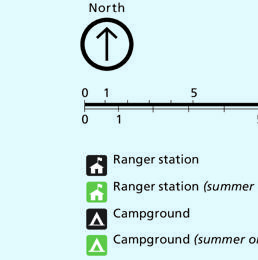 North
0 1 5
0 1
Ranger station
Ranger station (summer
Campground
Campground (summer